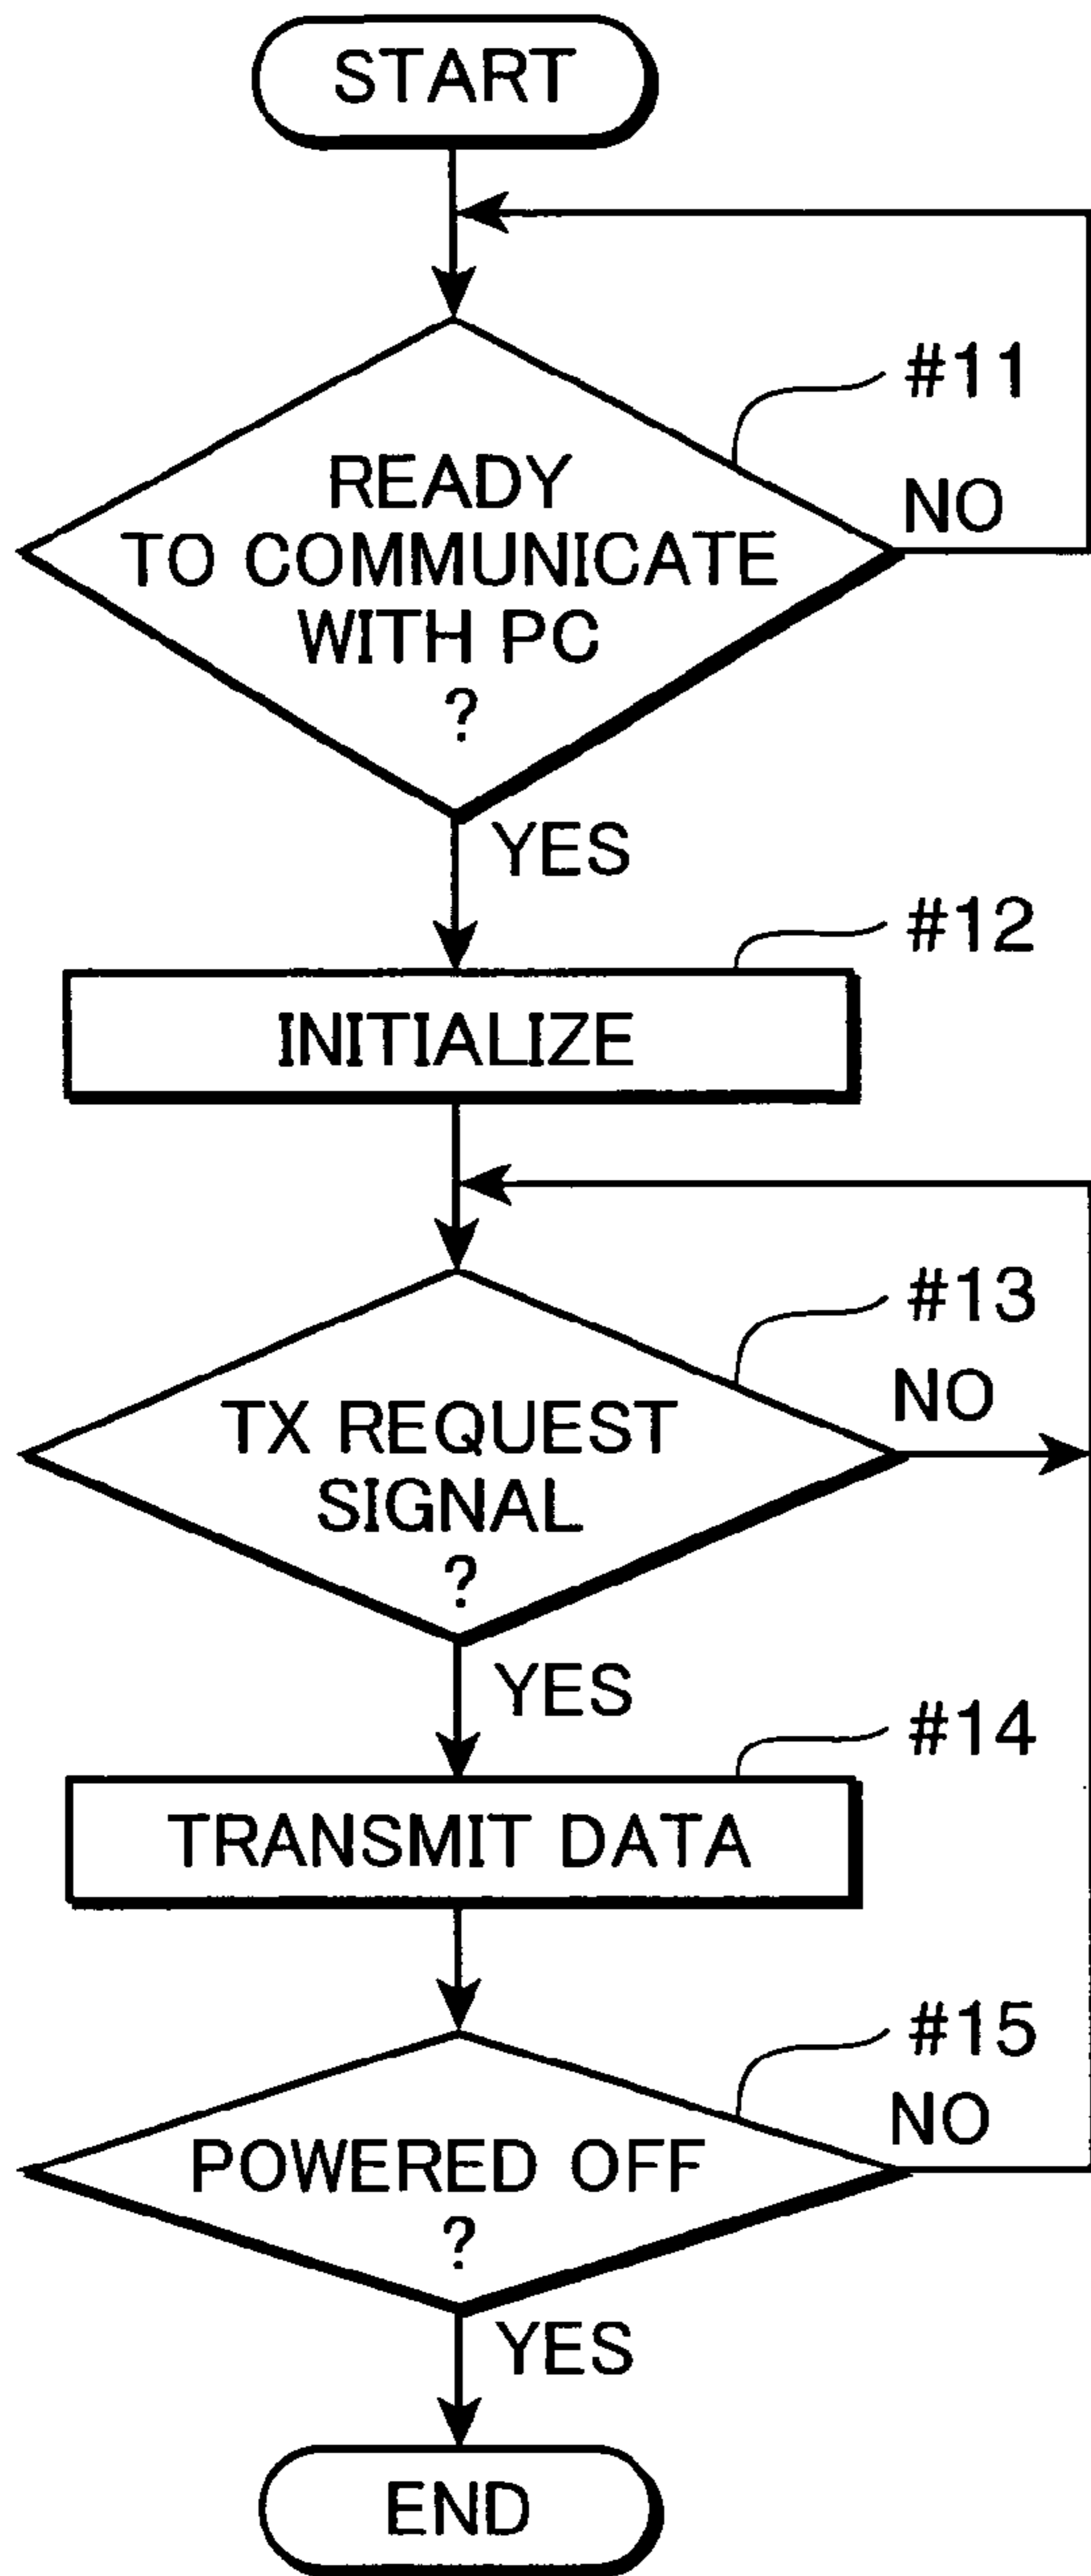 START
#11
READY
TO COMMUNICATE
WITH PC
?
NO
YES
#12
INITIALIZE
#13
TX REQUEST
SIGNAL
?
NO
YES
#14
TRANSMIT DATA
#15
POWERED OFF
?
NO
YES
END